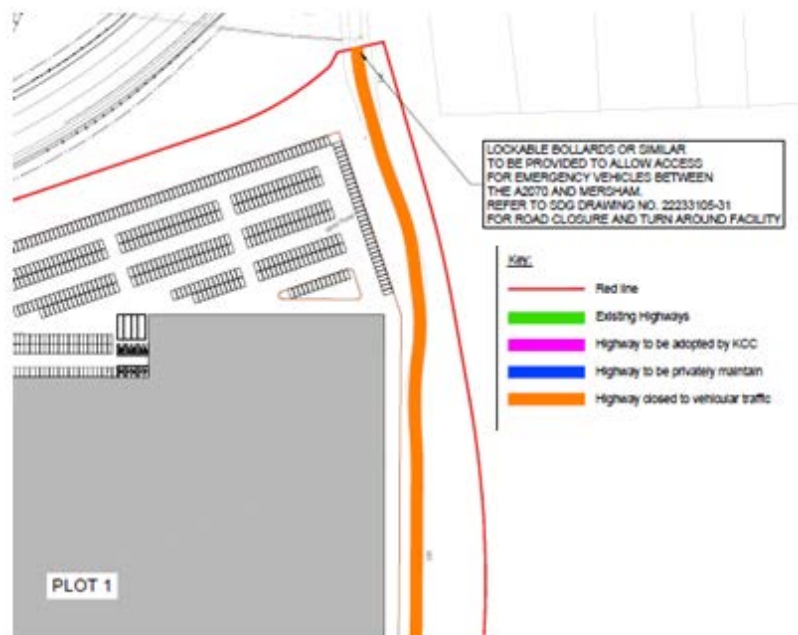 LOCKABLE BOLLARDS OR SIMILAR
TO BE PROVIDED TO ALLOW ACCESS
FOR EMERGENCY VEHICLES BETWEEN
THE A2070 AND MERSHAM.
REFER TO SDG DRAWING NO. 22233105-31
FOR ROAD CLOSURE AND TURN AROUND FACILITY
Key:
Red line
Existing Highways
Highway to be adopted by KCC
Highway to be privately maintain
Highway closed to vehicular traffic
PLOT 1